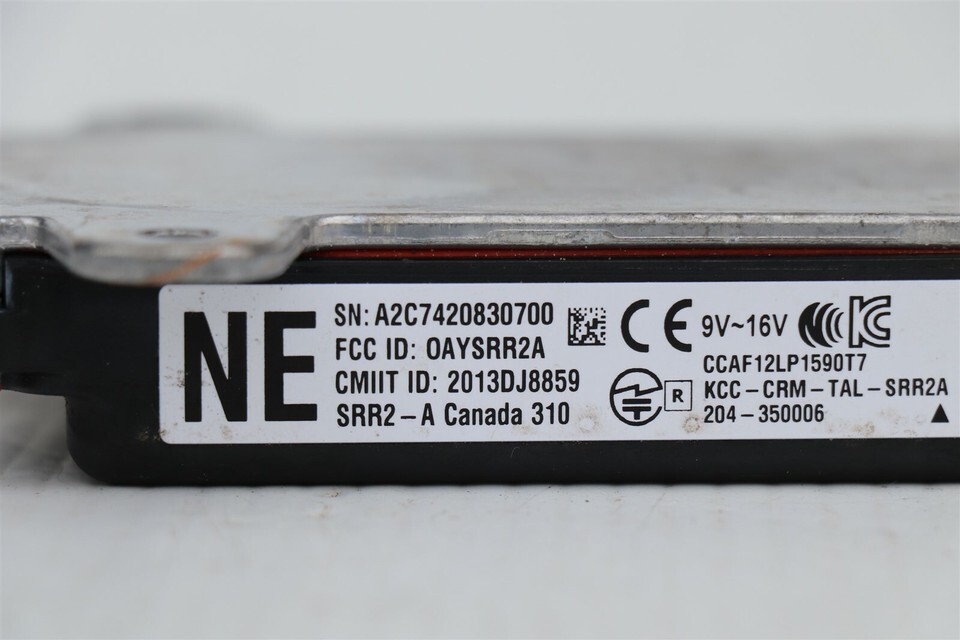 NE
SN: A2C7420830700
FCC ID: OAYSRR2A
CMIIT ID: 2013DJ8859
SRR2-A Canada 310
CE 9V~16V KC
CCAF12LP1590T7
R KCC-CRM-TAL-SRR2A
204-350006